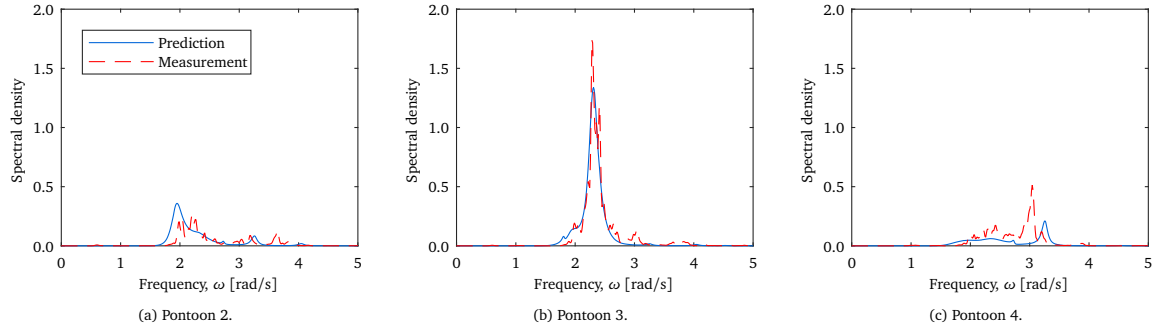 2.0
1.5
1.0
0.5
0.0
Spectral density
Prediction
Measurement
0 1 2 3 4 5
Frequency, ω [rad/s]
(a) Pontoon 2.
2.0
1.5
1.0
0.5
0.0
Spectral density
0 1 2 3 4 5
Frequency, ω [rad/s]
(b) Pontoon 3.
2.0
1.5
1.0
0.5
0.0
Spectral density
0 1 2 3 4 5
Frequency, ω [rad/s]
(c) Pontoon 4.